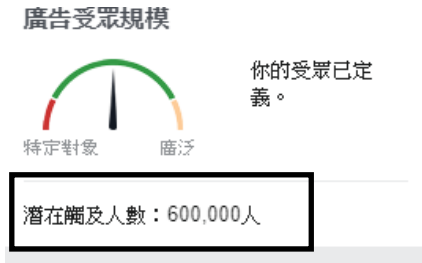 廣告受眾規模
你的受眾已定
義。
特定對象
廣泛
潛在觸及人數：600,000人